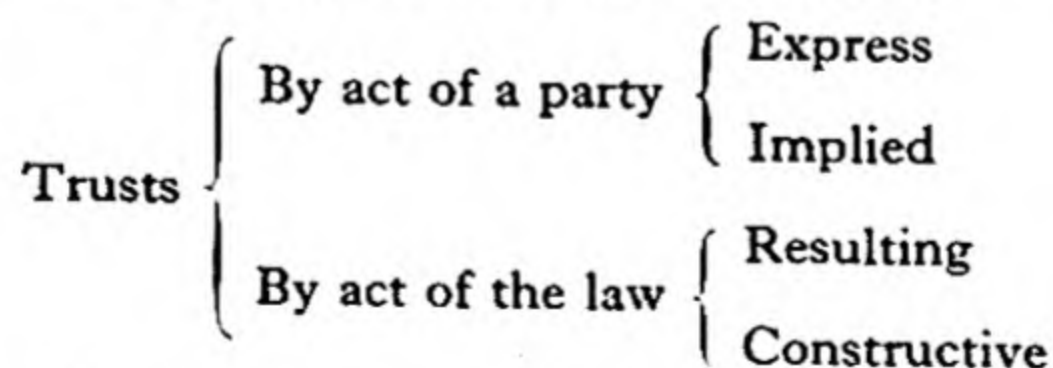 Express
By act of a party
Implied
Trusts
Resulting
By act of the law
Constructive